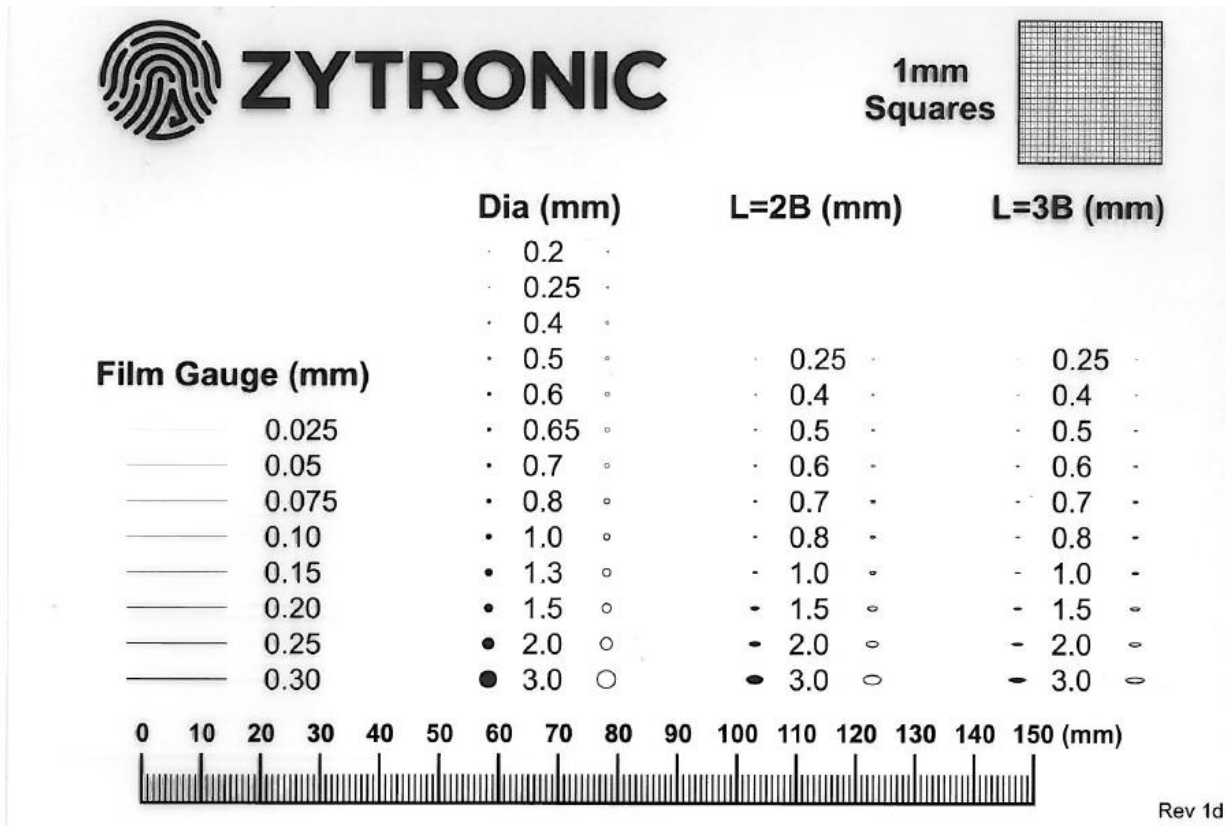 ZYTRONIC
1mm
Squares
Dia (mm) L=2B (mm) L=3B (mm)
0.2
0.25
0.4
0.5 0.25 0.25
Film Gauge (mm)
0.6 0.4 0.4
0.025 0.65 0.5 0.5
0.05 0.7 0.6 0.6
0.075 0.8 0.7 0.7
0.10 1.0 0.8 0.8
0.15 1.3 1.0 1.0
0.20 1.5 1.5 1.5
0.25 2.0 2.0 2.0
0.30 3.0 3.0 3.0
0 10 20 30 40 50 60 70 80 90 100 110 120 130 140 150 (mm)
Rev 1d